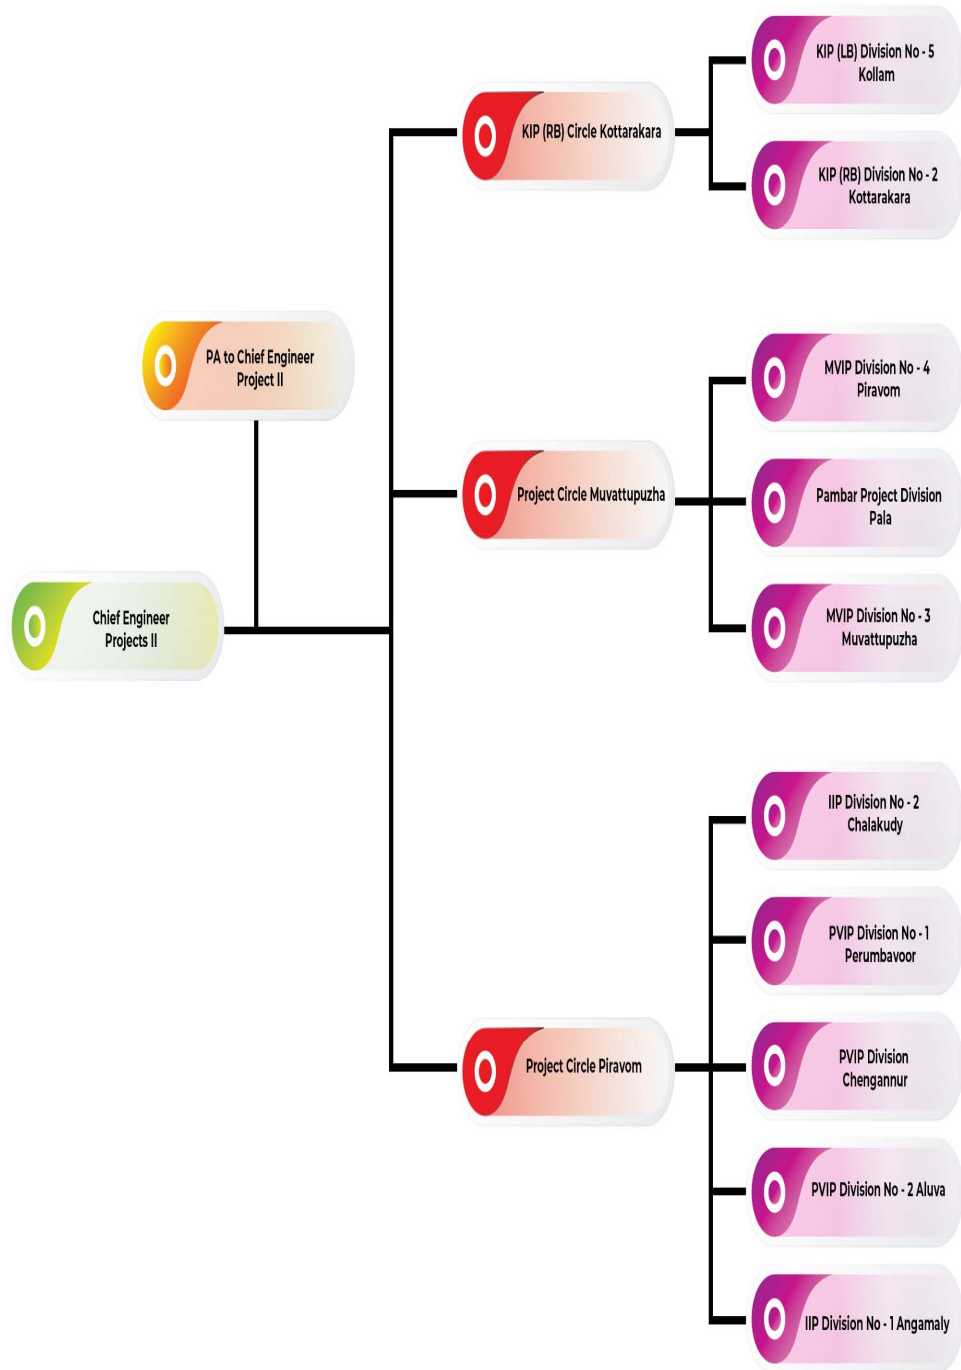 KIP (LB) Division No - 5
Kollam
KIP (RB) Circle Kottarakara
KIP (RB) Division No - 2
Kottarakara
PA to Chief Engineer
Project II
MVIP Division No - 4
Piravom
Project Circle Muvattupuzha
Pambar Project Division
Pala
Chief Engineer
Projects II
MVIP Division No - 3
Muvattupuzha
IIP Division No - 2
Chalakudy
PVIP Division No - 1
Perumbavoor
Project Circle Piravom
PVIP Division
Chengannur
PVIP Division No - 2 Aluva
IIP Division No - 1 Angamaly